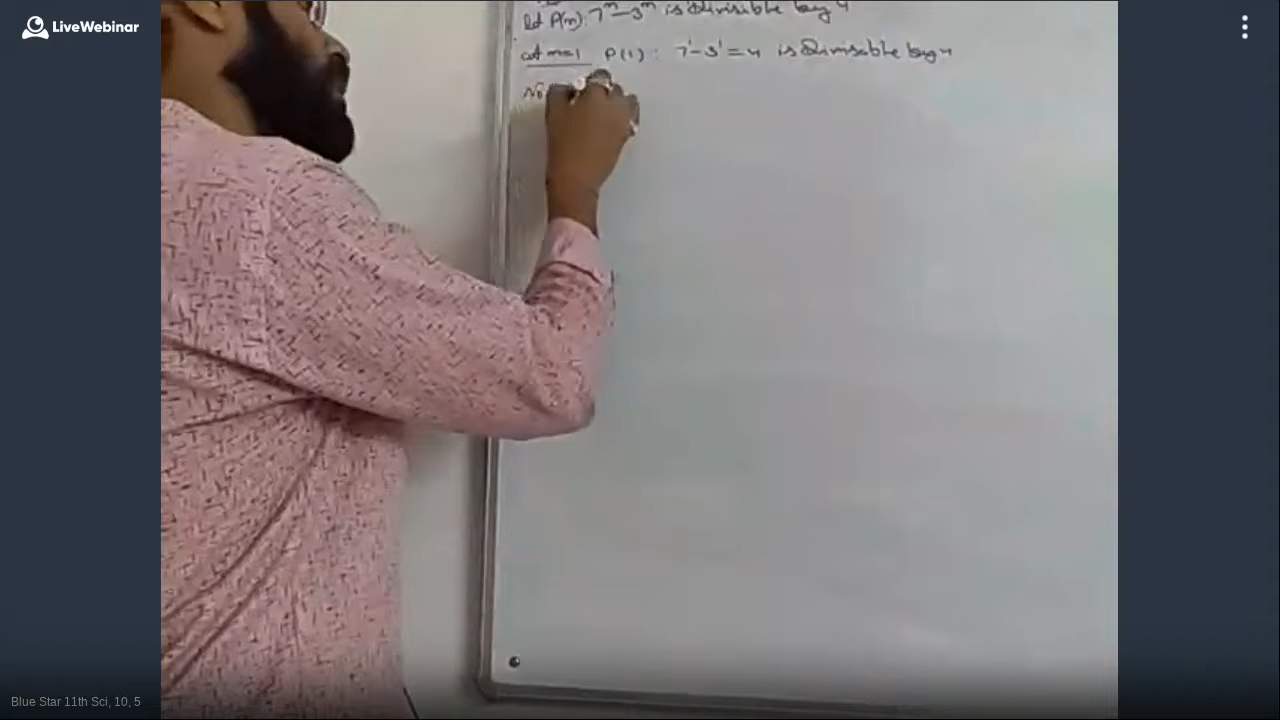 LiveWebinar
let P(n): 7ⁿ-3ⁿ is divisible by 4
at n=1 P(1): 7¹-3¹=4 is divisible by 4
No
Blue Star 11th Sci, 10, 5